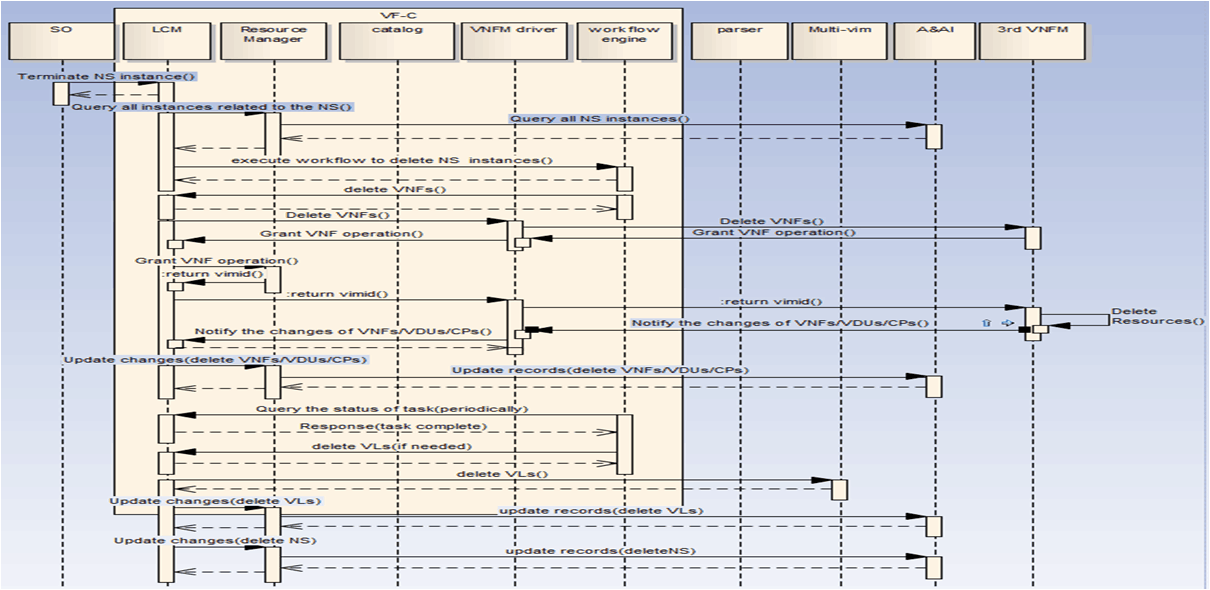 VF-C
SO
LCM
Resource
Manager
catalog
VNFM driver
workflow
engine
parser
Multi-vim
A&AI
3rd VNFM
Terminate NS instance()
Query all instances related to the NS()
Query all NS instances()
execute workflow to delete NS instances()
delete VNFs()
Delete VNFs()
Delete VNFs()
Grant VNF operation()
Grant VNF operation()
Grant VNF operation()
:return vimid()
:return vimid()
:return vimid()
Delete
Resources()
Notify the changes of VNFs/VDUs/CPs()
Notify the changes of VNFs/VDUs/CPs()
Update changes(delete VNFs/VDUs/CPs)
Update records(delete VNFs/VDUs/CPs)
Query the status of task(periodically)
Response(task complete)
delete VLs(if needed)
delete VLs()
Update changes(delete VLs)
update records(delete VLs)
Update changes(delete NS)
update records(deleteNS)